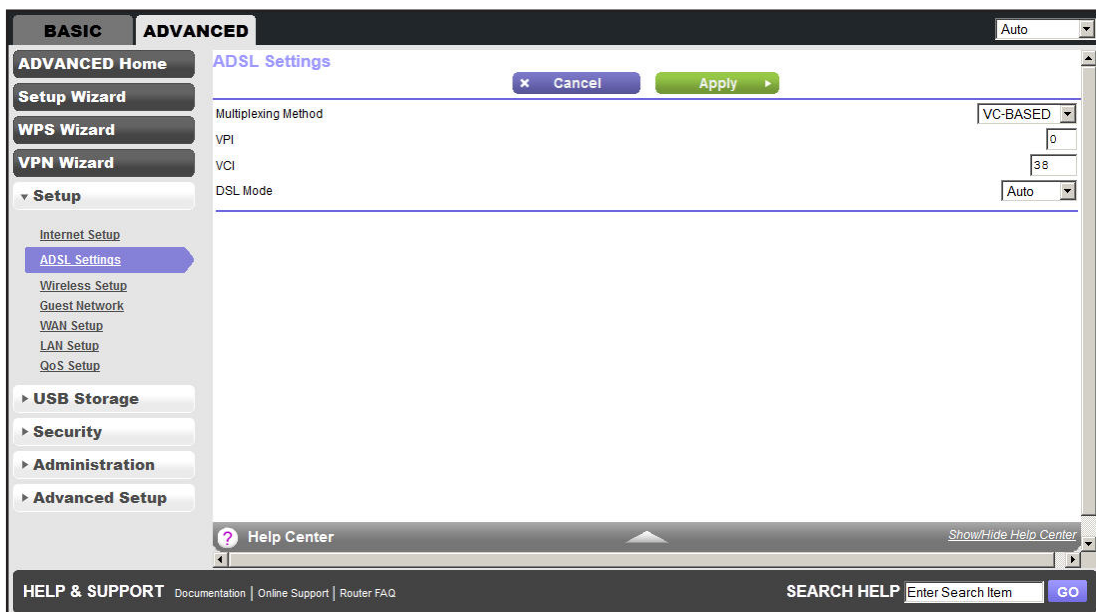 BASIC
ADVANCED
Auto
ADVANCED Home
Setup Wizard
WPS Wizard
VPN Wizard
Setup
Internet Setup
ADSL Settings
Wireless Setup
Guest Network
WAN Setup
LAN Setup
QoS Setup
USB Storage
Security
Administration
Advanced Setup
ADSL Settings
x Cancel
Apply
Multiplexing Method
VC-BASED
VPI
0
VCI
38
DSL Mode
Auto
? Help Center
Show/Hide Help Center
HELP & SUPPORT Documentation | Online Support | Router FAQ
SEARCH HELP Enter Search Item GO